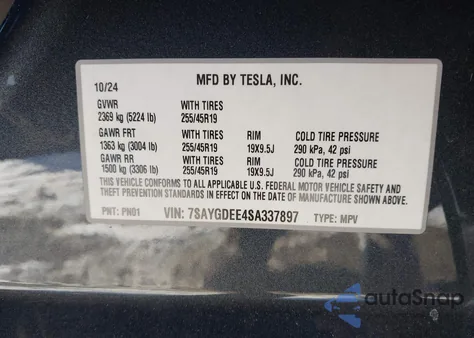 10/24 MFD BY TESLA, INC.
GVWR WITH TIRES
2369 kg (5224 lb) 255/45R19
GAWR FRT WITH TIRES RIM COLD TIRE PRESSURE
1363 kg (3004 lb) 255/45R19 19X9.5J 290 kPa, 42 psi
GAWR RR WITH TIRES RIM COLD TIRE PRESSURE
1500 kg (3306 lb) 255/45R19 19X9.5J 290 kPa, 42 psi
THIS VEHICLE CONFORMS TO ALL APPLICABLE U.S. FEDERAL MOTOR VEHICLE SAFETY AND
THEFT PREVENTION STANDARDS IN EFFECT ON THE DATE OF MANUFACTURE SHOWN ABOVE.
PNT: PN01 VIN: 7SAYGDEE4SA337897 TYPE: MPV
autoSnap